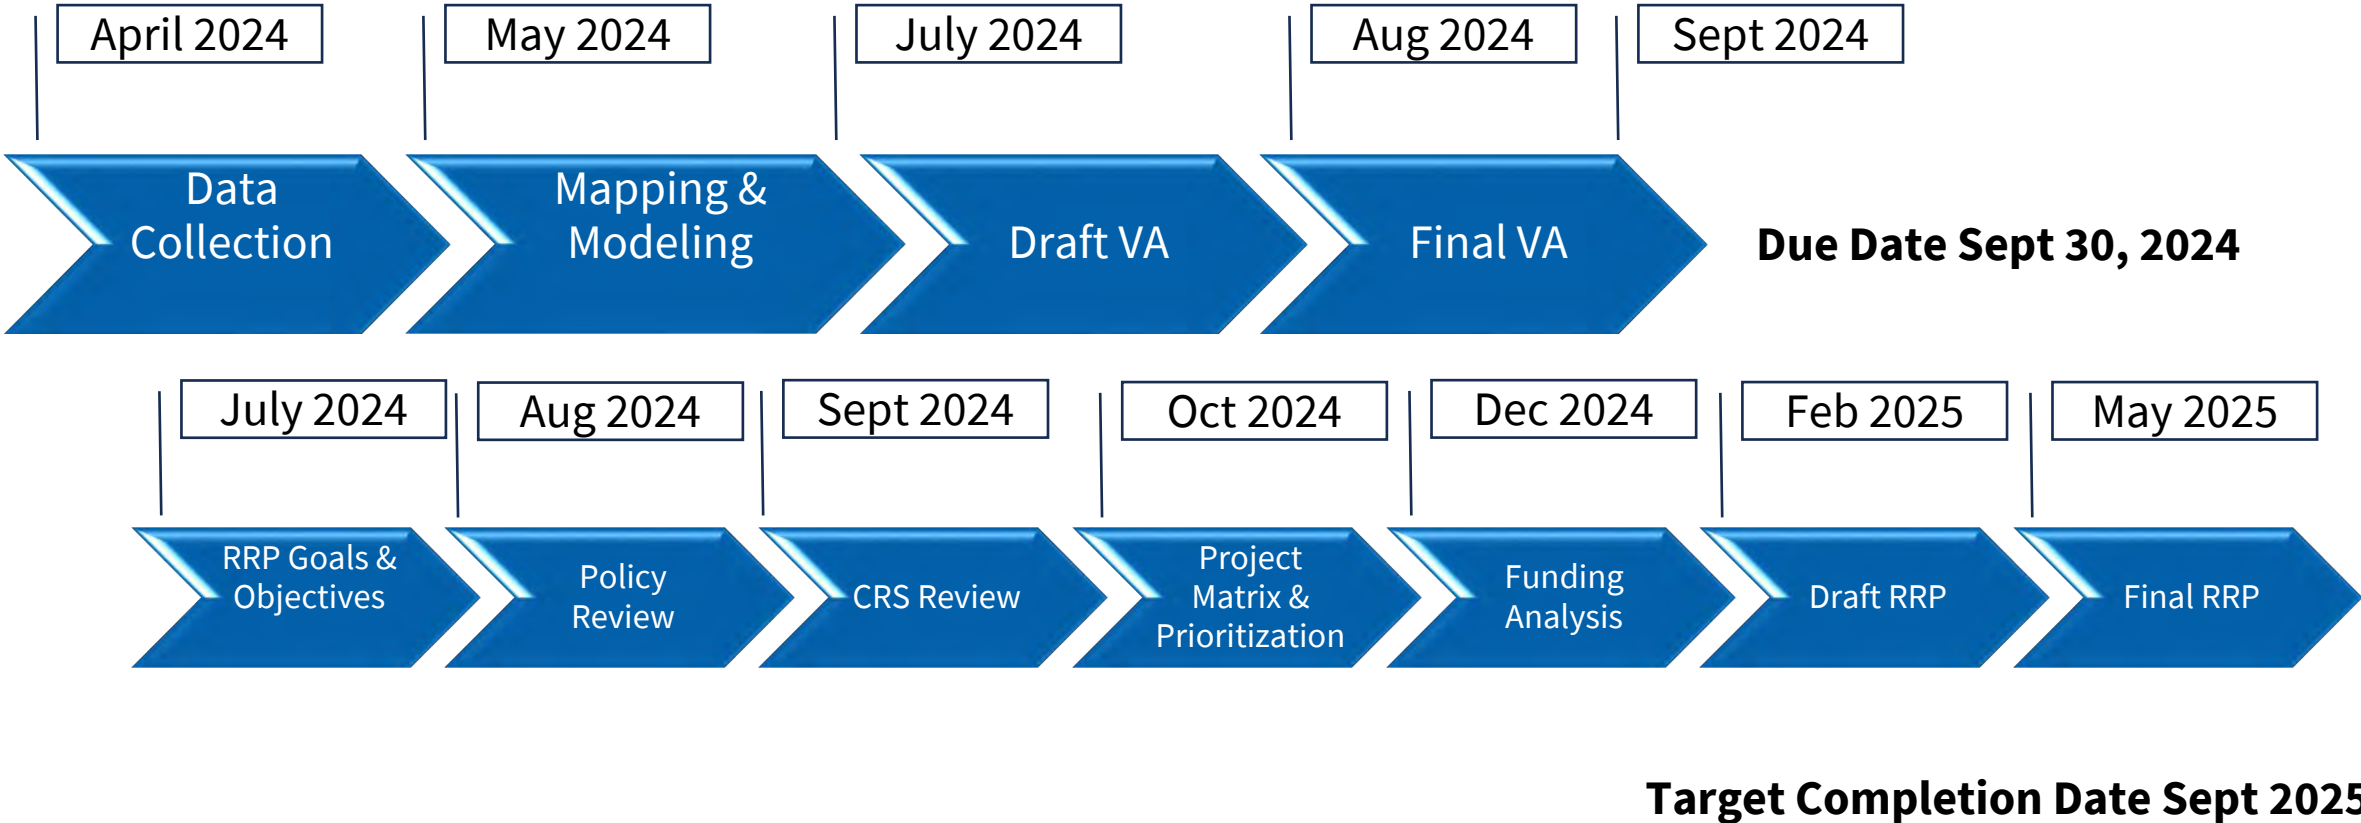 April 2024
May 2024
July 2024
Aug 2024
Sept 2024
Data
Collection
Mapping &
Modeling
Draft VA
Final VA
Due Date Sept 30, 2024
July 2024
Aug 2024
Sept 2024
Oct 2024
Dec 2024
Feb 2025
May 2025
RRP Goals &
Objectives
Policy
Review
CRS Review
Project
Matrix &
Prioritization
Funding
Analysis
Draft RRP
Final RRP
Target Completion Date Sept 2025